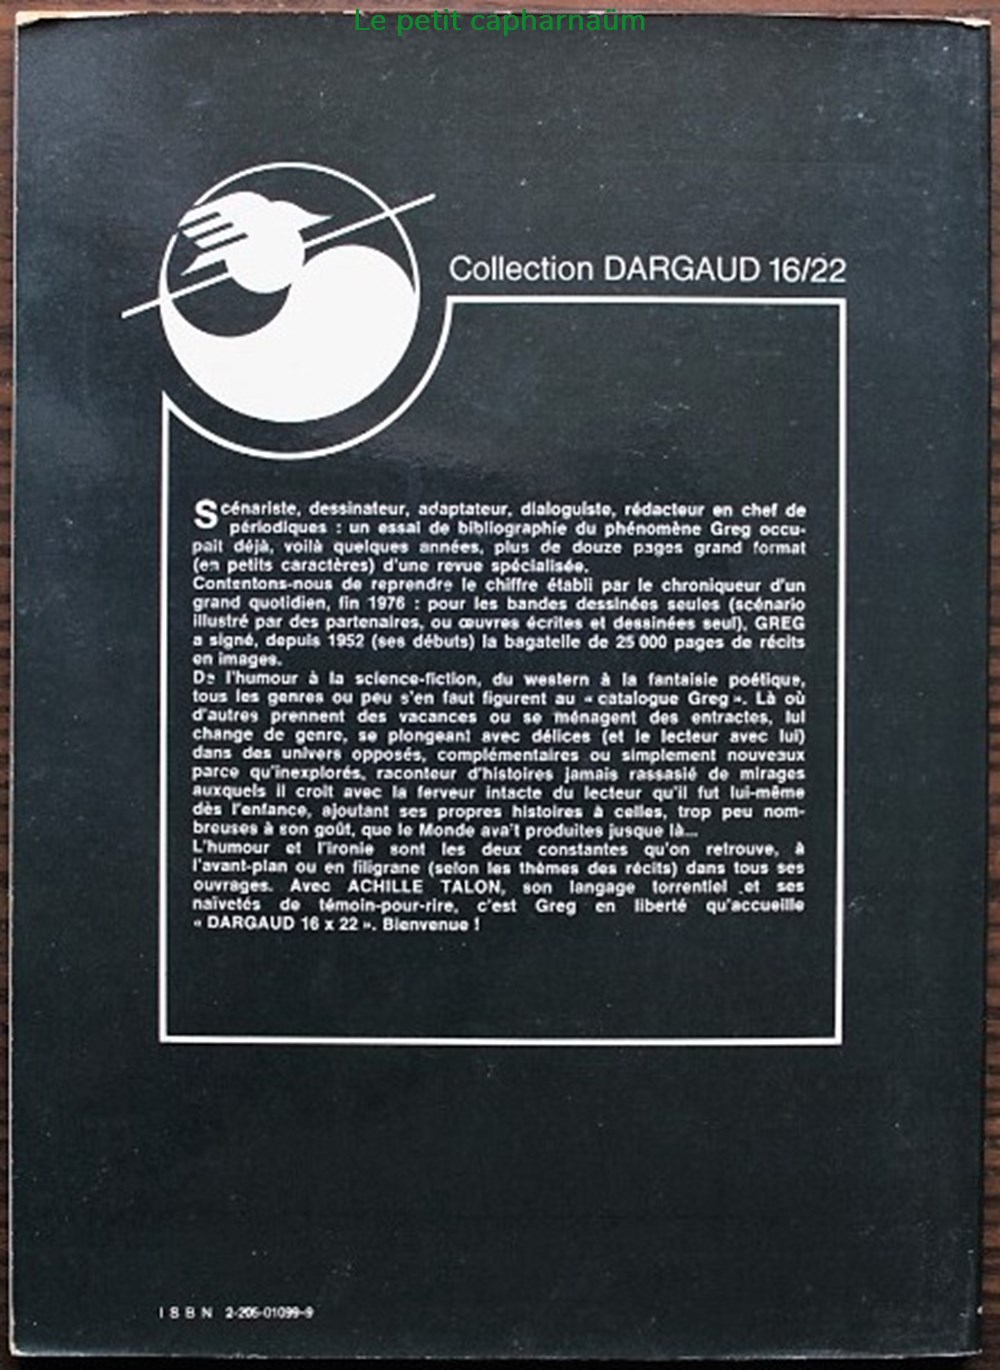 Le petit capharnaüm
Collection DARGAUD 16/22
Scénariste, dessinateur, adaptateur, dialoguiste, rédacteur en chef de
périodiques : un essai de bibliographie du phénomène Greg occu-
pait déjà, voilà quelques années, plus de douze pages grand format
(en petits caractères) d'une revue spécialisée.
Contentons-nous de reprendre le chiffre établi par le chroniqueur d'un
grand quotidien, fin 1976 : pour les bandes dessinées seules (scénario
illustré par des partenaires, ou œuvres écrites et dessinées seul), GREG
a signé, depuis 1952 (ses débuts) la bagatelle de 25 000 pages de récits
en images.
De l'humour à la science-fiction, du western à la fantaisie poétique,
tous les genres ou peu s'en faut figurent au « catalogue Greg ». Là où
d'autres prennent des vacances ou se ménagent des entractes, lui
change de genre, se plongeant avec délices (et le lecteur avec lui)
dans des univers opposés, complémentaires ou simplement nouveaux
parce qu'inexplorés, raconteur d'histoires jamais rassasié de mirages
auxquels il croit avec la ferveur intacte du lecteur qu'il fut lui-même
dès l'enfance, ajoutant ses propres histoires à celles, trop peu nom-
breuses à son goût, que le Monde avait produites jusque là...
L'humour et l'ironie sont les deux constantes qu'on retrouve, à
l'avant-plan ou en filigrane (selon les thèmes des récits) dans tous ses
ouvrages. Avec ACHILLE TALON, son langage torrentiel et ses
naïvetés de témoin-pour-rire, c'est Greg en liberté qu'accueille
« DARGAUD 16 x 22 ». Bienvenue !
ISBN 2-205-01099-9